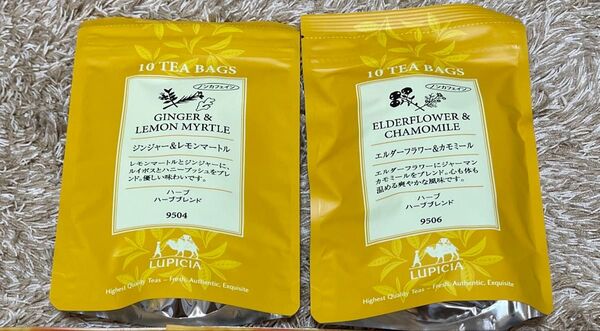 10 TEA BAGS
ノンカフェイン
GINGER &
LEMON MYRTLE
ジンジャー&レモンマートル
レモンマートルとジンジャーに、
ルイボスとハニーブッシュをブレ
ンド。優しい味わいです。
ハーブ
ハーブブレンド
9504
LUPICIA
Highest Quality Teas – Fresh, Authentic, Exquisite
10 TEA BAGS
ノンカフェイン
ELDERFLOWER &
CHAMOMILE
エルダーフラワー&カモミール
エルダーフラワーにジャーマン
カモミールをブレンド。心も体も
温める爽やかな風味です。
ハーブ
ハーブブレンド
9506
LUPICIA
Highest Quality Teas – Fresh, Authentic, Exquisite